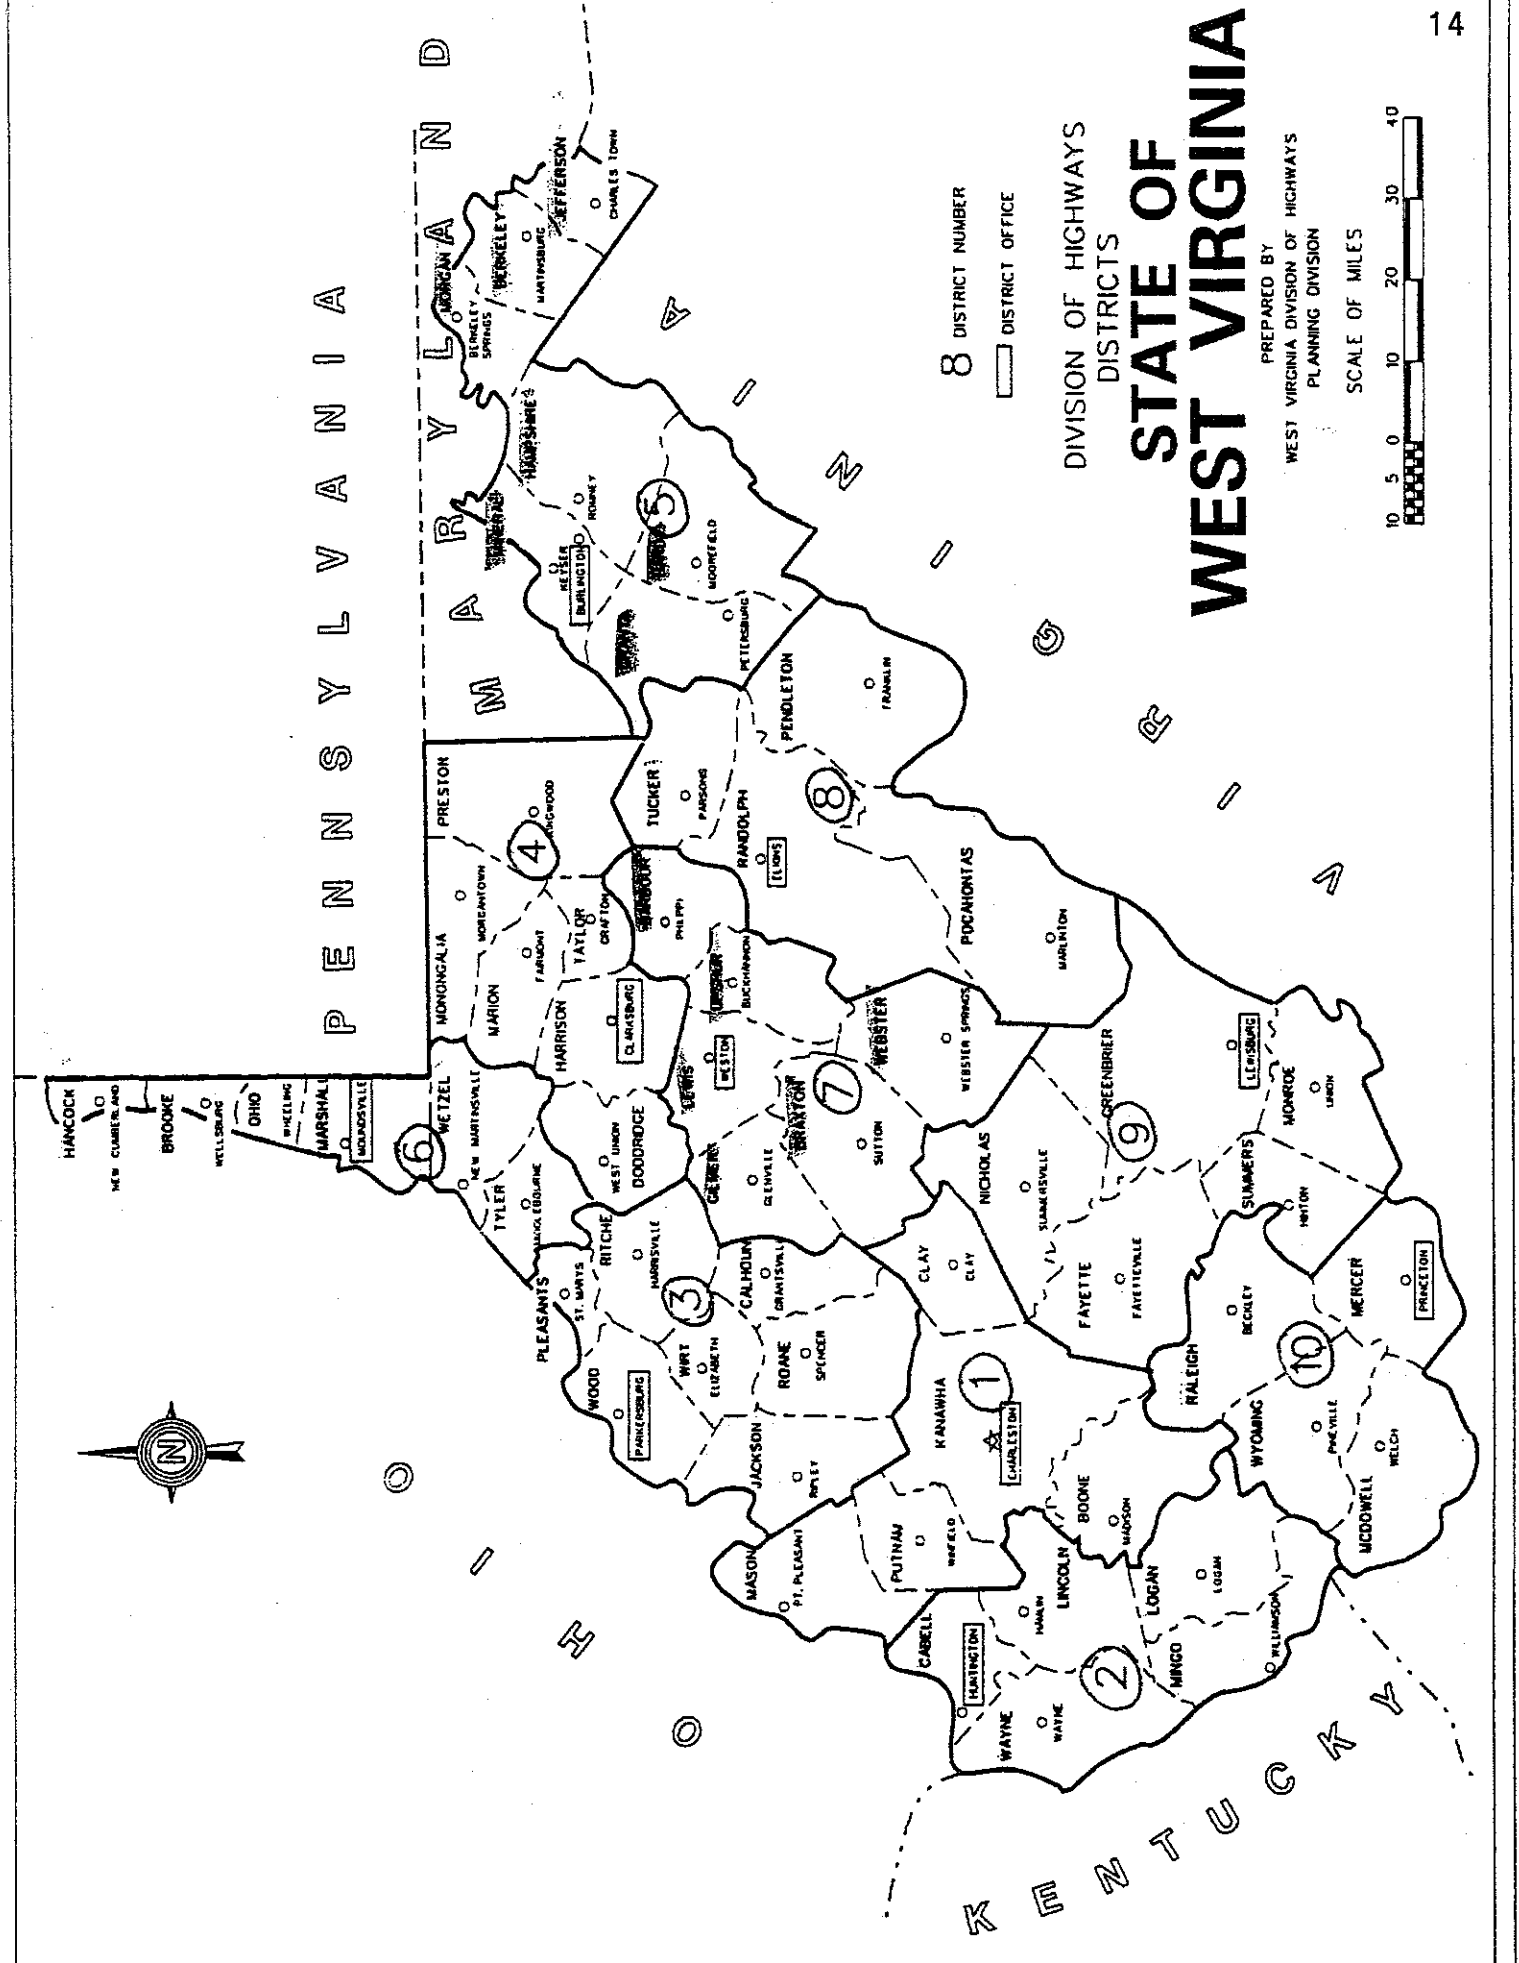 14
P E N N S Y L V A N I A
M A R Y L A N D
O H I O
V I R G I N I A
K E N T U C K Y
N
HANCOCK
NEW CUMBERLAND
BROOKE
WELLSBURG
OHIO
WHEELING
MARSHALL
MOUNDSVILLE
6
WETZEL
NEW MARTINSVILLE
TYLER
MIDDLEBOURNE
MONONGALIA
MORGANTOWN
PRESTON
KINGWOOD
4
MARION
FAIRMONT
TAYLOR
GRAFTON
HARRISON
CLARKSBURG
WEST UNION
DODDRIDGE
PLEASANTS
ST. MARYS
RITCHE
HARRISVILLE
WOOD
PARKERSBURG
3
WIRT
ELIZABETH
CALHOUN
GRANTSVILLE
ROANE
SPENCER
JACKSON
RIPLEY
MORGAN
BERKELEY
SPRINGS
BERKELEY
MARTINSBURG
JEFFERSON
CHARLES TOWN
HAMPSHIRE
ROMNEY
MINERAL
KEYSER
BURLINGTON
5
MOOREFIELD
PETERSBURG
TUCKER
PARSONS
RANDOLPH
ELKINS
8
PENDLETON
FRANKLIN
POCAHONTAS
MARLINTON
BARBOUR
PHILIPPI
UPSHUR
BUCKHANNON
LEWIS
WESTON
GLENVILLE
BRAXTON
7
SUTTON
WEBSTER
WEBSTER SPRINGS
NICHOLAS
SUMMERSVILLE
GREENBRIER
LEWISBURG
9
MONROE
UNION
SUMMERS
HINTON
FAYETTE
FAYETTEVILLE
CLAY
CLAY
KANAWHA
1
CHARLESTON
MASON
PT. PLEASANT
PUTNAM
WINFIELD
BOONE
MADISON
CABELL
HUNTINGTON
LINCOLN
HAMLIN
WAYNE
WAYNE
2
LOGAN
LOGAN
MINGO
WILLIAMSON
RALEIGH
BECKLEY
10
WYOMING
PINEVILLE
MCDOWELL
WELCH
MERCER
PRINCETON
8 DISTRICT NUMBER
DISTRICT OFFICE
DIVISION OF HIGHWAYS
DISTRICTS
STATE OF
WEST VIRGINIA
PREPARED BY
WEST VIRGINIA DIVISION OF HIGHWAYS
PLANNING DIVISION
SCALE OF MILES
10 5 0 10 20 30 40